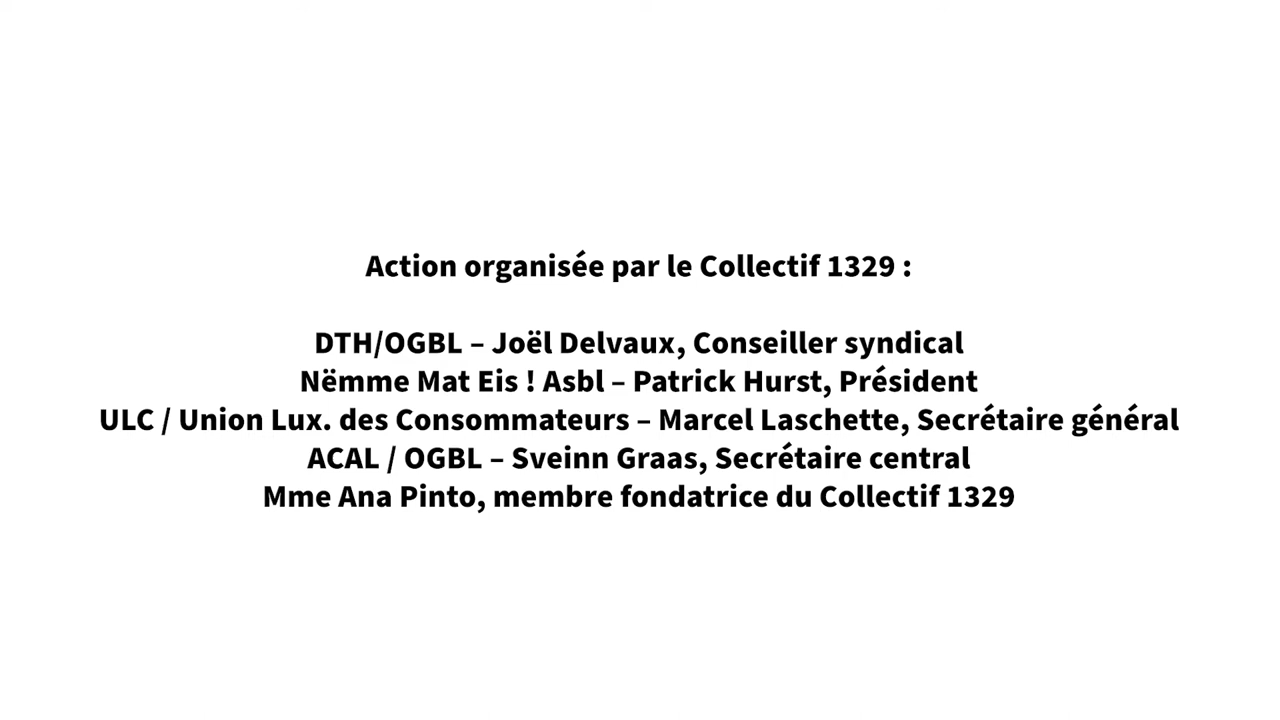 Action organisée par le Collectif 1329 :
DTH/OGBL – Joël Delvaux, Conseiller syndical
Nëmme Mat Eis ! Asbl – Patrick Hurst, Président
ULC / Union Lux. des Consommateurs – Marcel Laschette, Secrétaire général
ACAL / OGBL – Sveinn Graas, Secrétaire central
Mme Ana Pinto, membre fondatrice du Collectif 1329